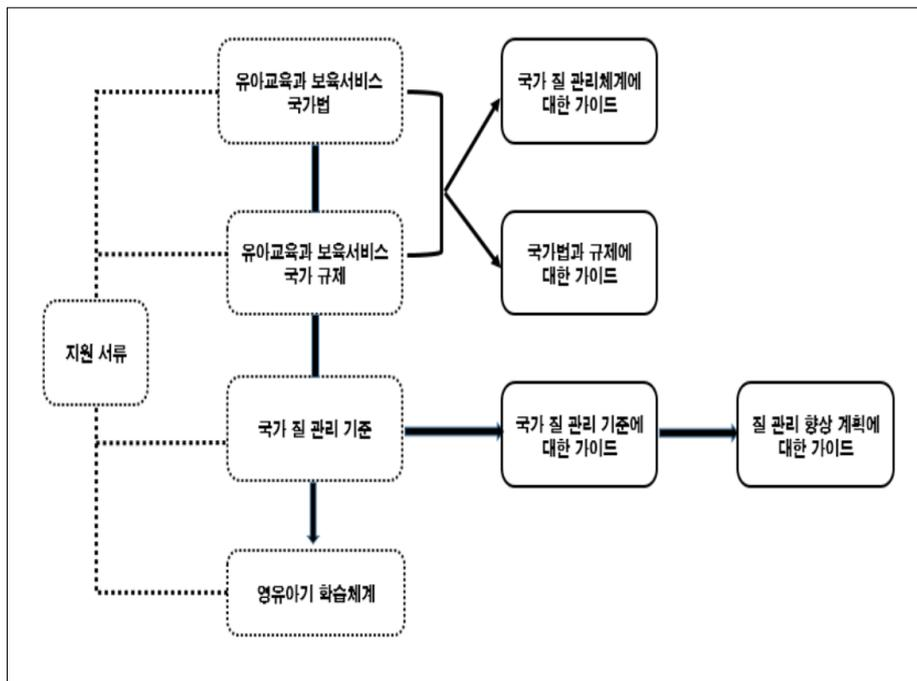 유아교육과 보육서비스
국가법
국가 질 관리체계에
대한 가이드
유아교육과 보육서비스
국가 규제
국가법과 규제에
대한 가이드
지원 서류
국가 질 관리 기준
국가 질 관리 기준에
대한 가이드
질 관리 향상 계획에
대한 가이드
영유아기 학습체계